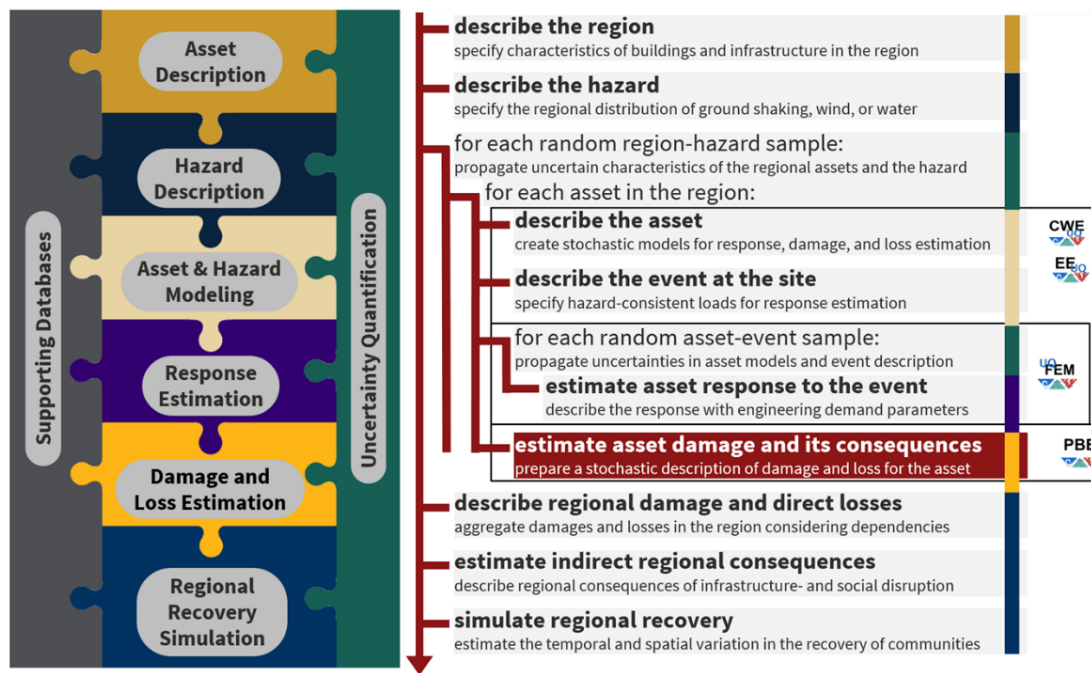 Supporting Databases
Asset
Description
Hazard
Description
Asset & Hazard
Modeling
Response
Estimation
Damage and
Loss Estimation
Regional
Recovery
Simulation
Uncertainty Quantification
describe the region
specify characteristics of buildings and infrastructure in the region
describe the hazard
specify the regional distribution of ground shaking, wind, or water
for each random region-hazard sample:
propagate uncertain characteristics of the regional assets and the hazard
for each asset in the region:
describe the asset
create stochastic models for response, damage, and loss estimation
CWE
UQ
describe the event at the site
specify hazard-consistent loads for response estimation
EE
UQ
for each random asset-event sample:
propagate uncertainties in asset models and event description
estimate asset response to the event
describe the response with engineering demand parameters
UQ
FEM
estimate asset damage and its consequences
prepare a stochastic description of damage and loss for the asset
PBE
describe regional damage and direct losses
aggregate damages and losses in the region considering dependencies
estimate indirect regional consequences
describe regional consequences of infrastructure- and social disruption
simulate regional recovery
estimate the temporal and spatial variation in the recovery of communities